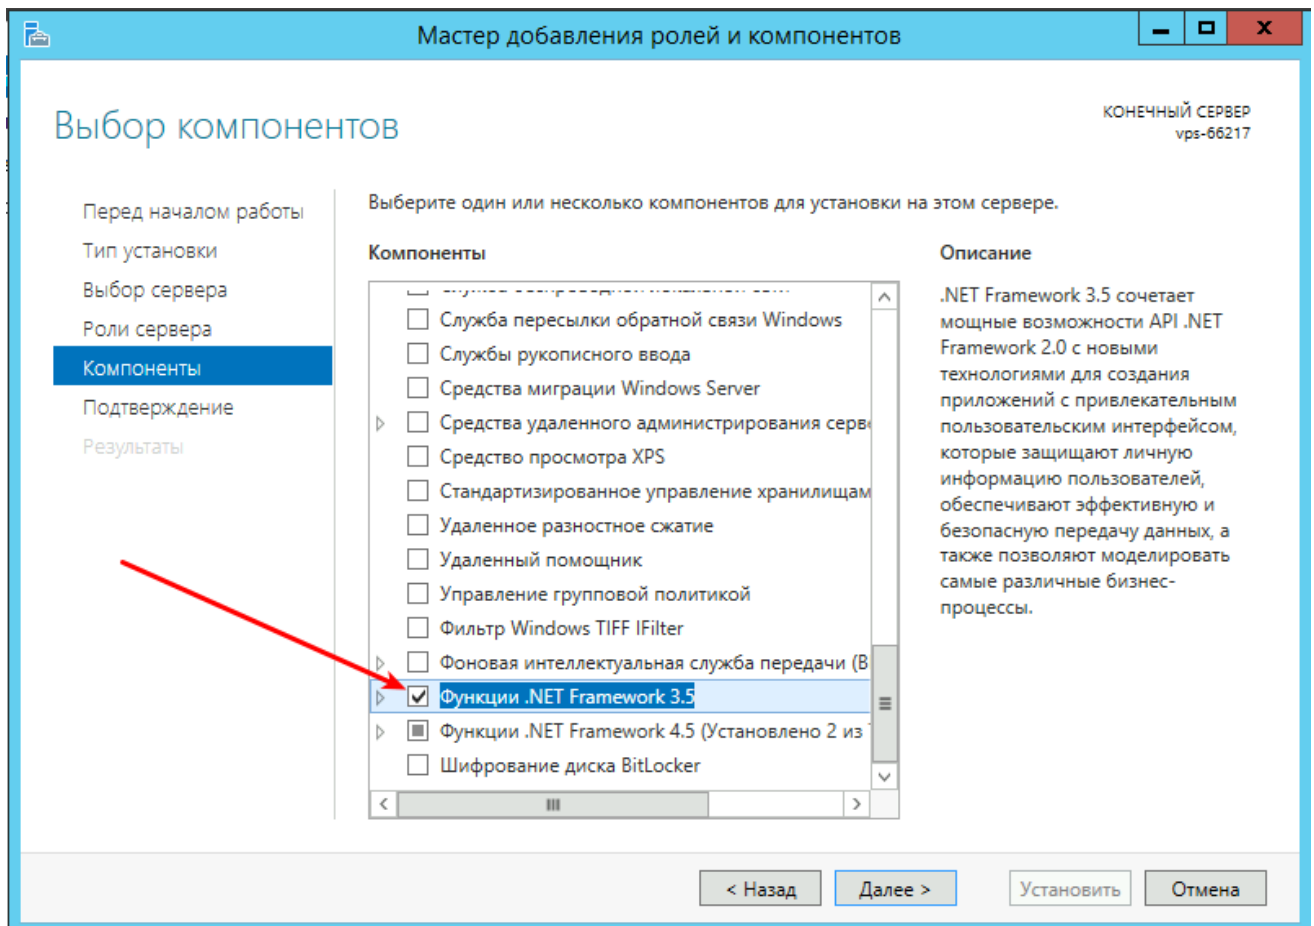 Мастер добавления ролей и компонентов
Выбор компонентов
КОНЕЧНЫЙ СЕРВЕР
vps-66217
Перед началом работы
Тип установки
Выбор сервера
Роли сервера
Компоненты
Подтверждение
Результаты
Выберите один или несколько компонентов для установки на этом сервере.
Компоненты
Служба пересылки обратной связи Windows
Службы рукописного ввода
Средства миграции Windows Server
Средства удаленного администрирования серв
Средство просмотра XPS
Стандартизированное управление хранилищам
Удаленное разностное сжатие
Удаленный помощник
Управление групповой политикой
Фильтр Windows TIFF IFilter
Фоновая интеллектуальная служба передачи (B
Функции .NET Framework 3.5
Функции .NET Framework 4.5 (Установлено 2 из
Шифрование диска BitLocker
Описание
.NET Framework 3.5 сочетает
мощные возможности API .NET
Framework 2.0 с новыми
технологиями для создания
приложений с привлекательным
пользовательским интерфейсом,
которые защищают личную
информацию пользователей,
обеспечивают эффективную и
безопасную передачу данных, а
также позволяют моделировать
самые различные бизнес-
процессы.
< Назад
Далее >
Установить
Отмена